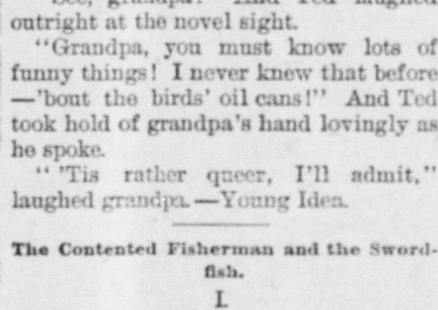 outright at the novel sight.
"Grandpa, you must know lots of
funny things! I never knew that before
—'bout the birds' oil cans!" And Ted
took hold of grandpa's hand lovingly as
he spoke.
"'Tis rather queer, I'll admit,"
laughed grandpa.—Young Idea.
The Contented Fisherman and the Sword-
fish.
I.